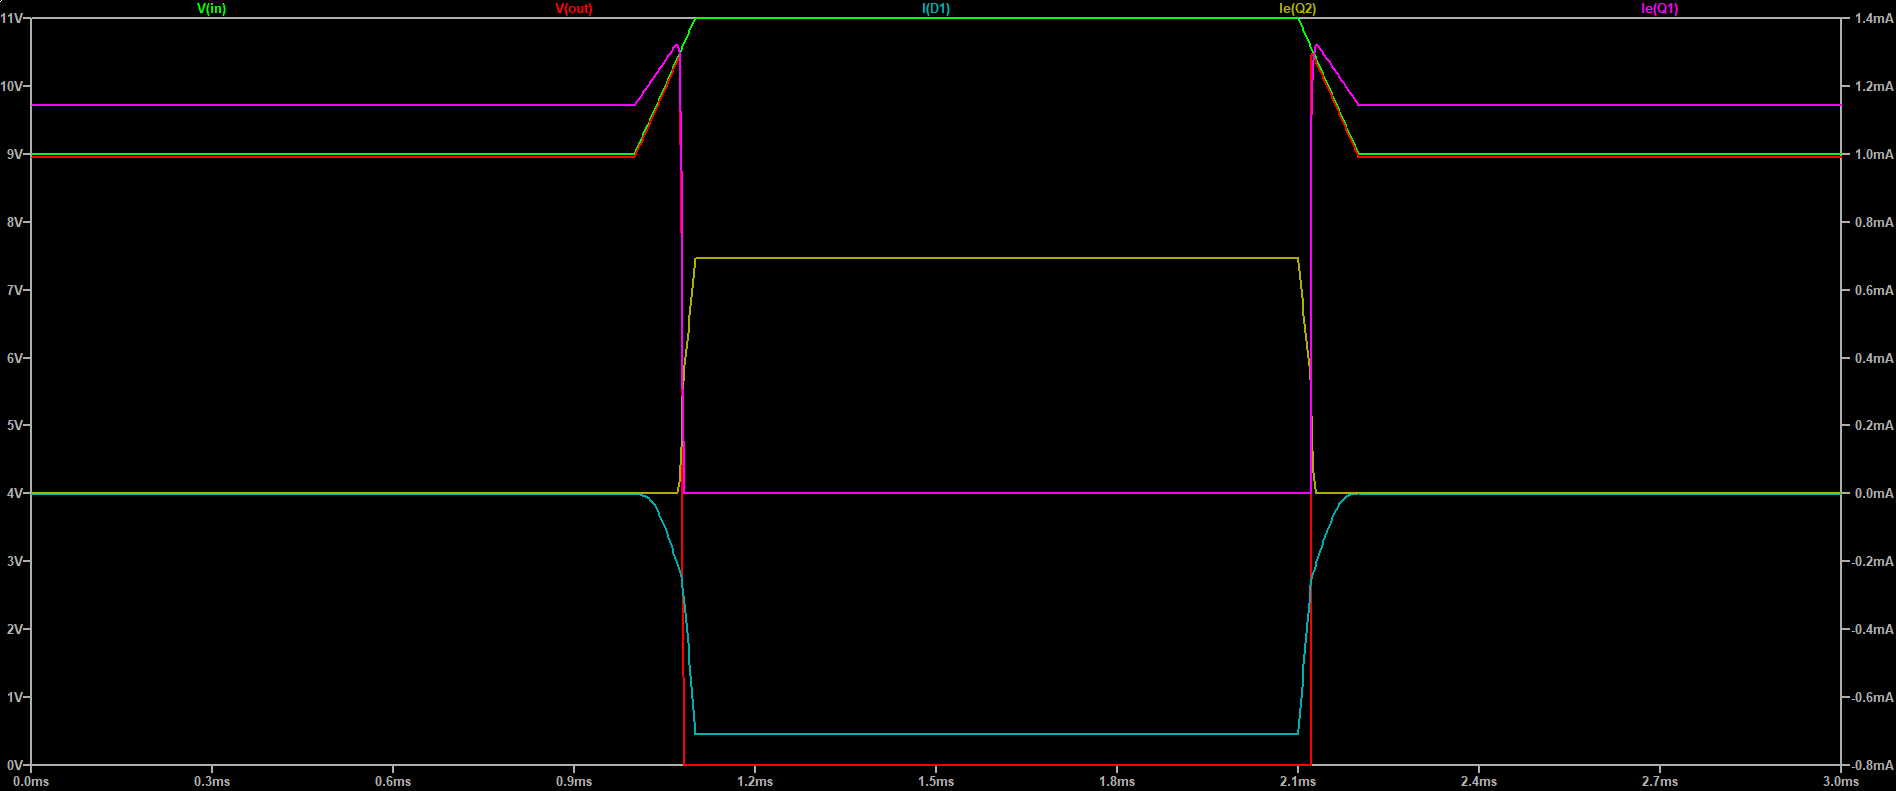 V(in) V(out) I(D1) Ie(Q2) Ie(Q1)
11V 1.4mA
10V 1.2mA
9V 1.0mA
8V 0.8mA
7V 0.6mA
6V 0.4mA
5V 0.2mA
4V 0.0mA
3V -0.2mA
2V -0.4mA
1V -0.6mA
0V -0.8mA
0.0ms 0.3ms 0.6ms 0.9ms 1.2ms 1.5ms 1.8ms 2.1ms 2.4ms 2.7ms 3.0ms